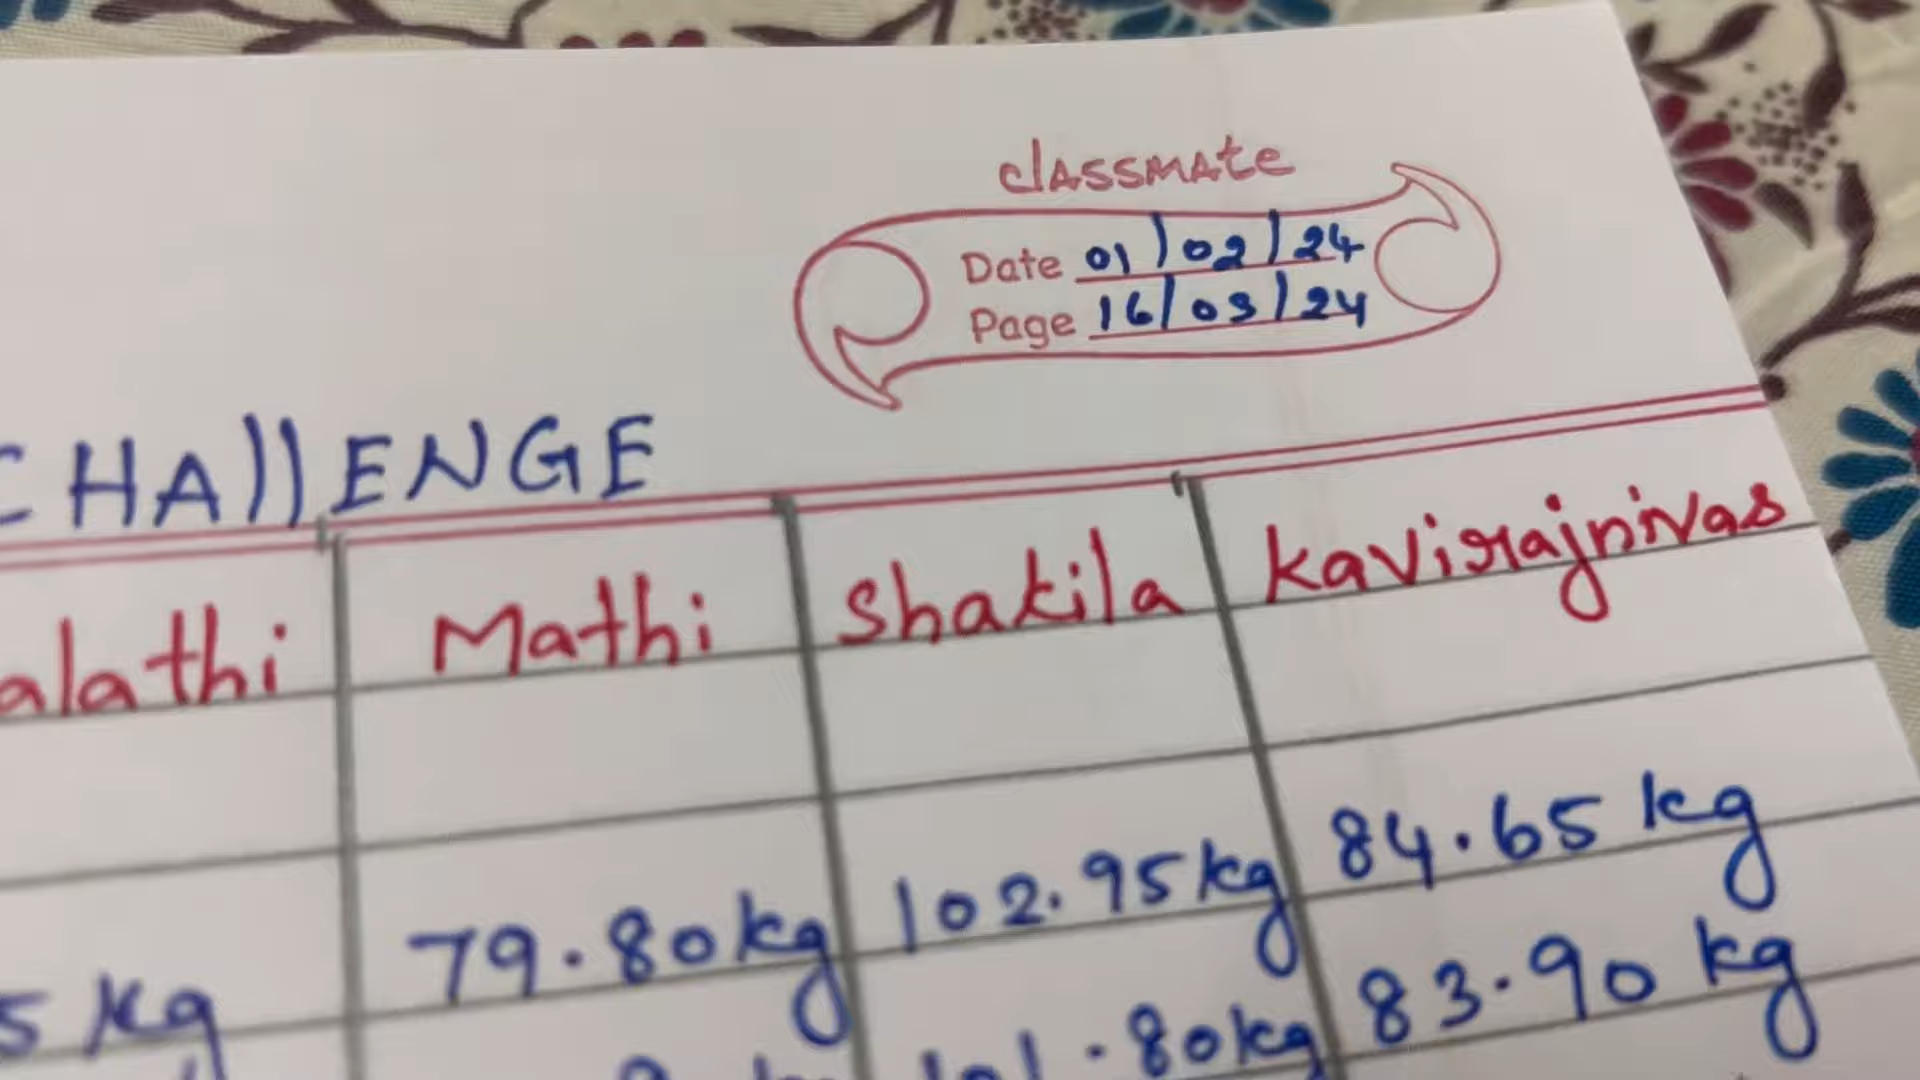 classmate
Date 01/02/24
Page 16/03/24
CHAllENGE
alathi Mathi Shakila Kavirajnivas
5 kg 79.80kg 102.95kg 84.65 kg
101.80kg 83.90 kg